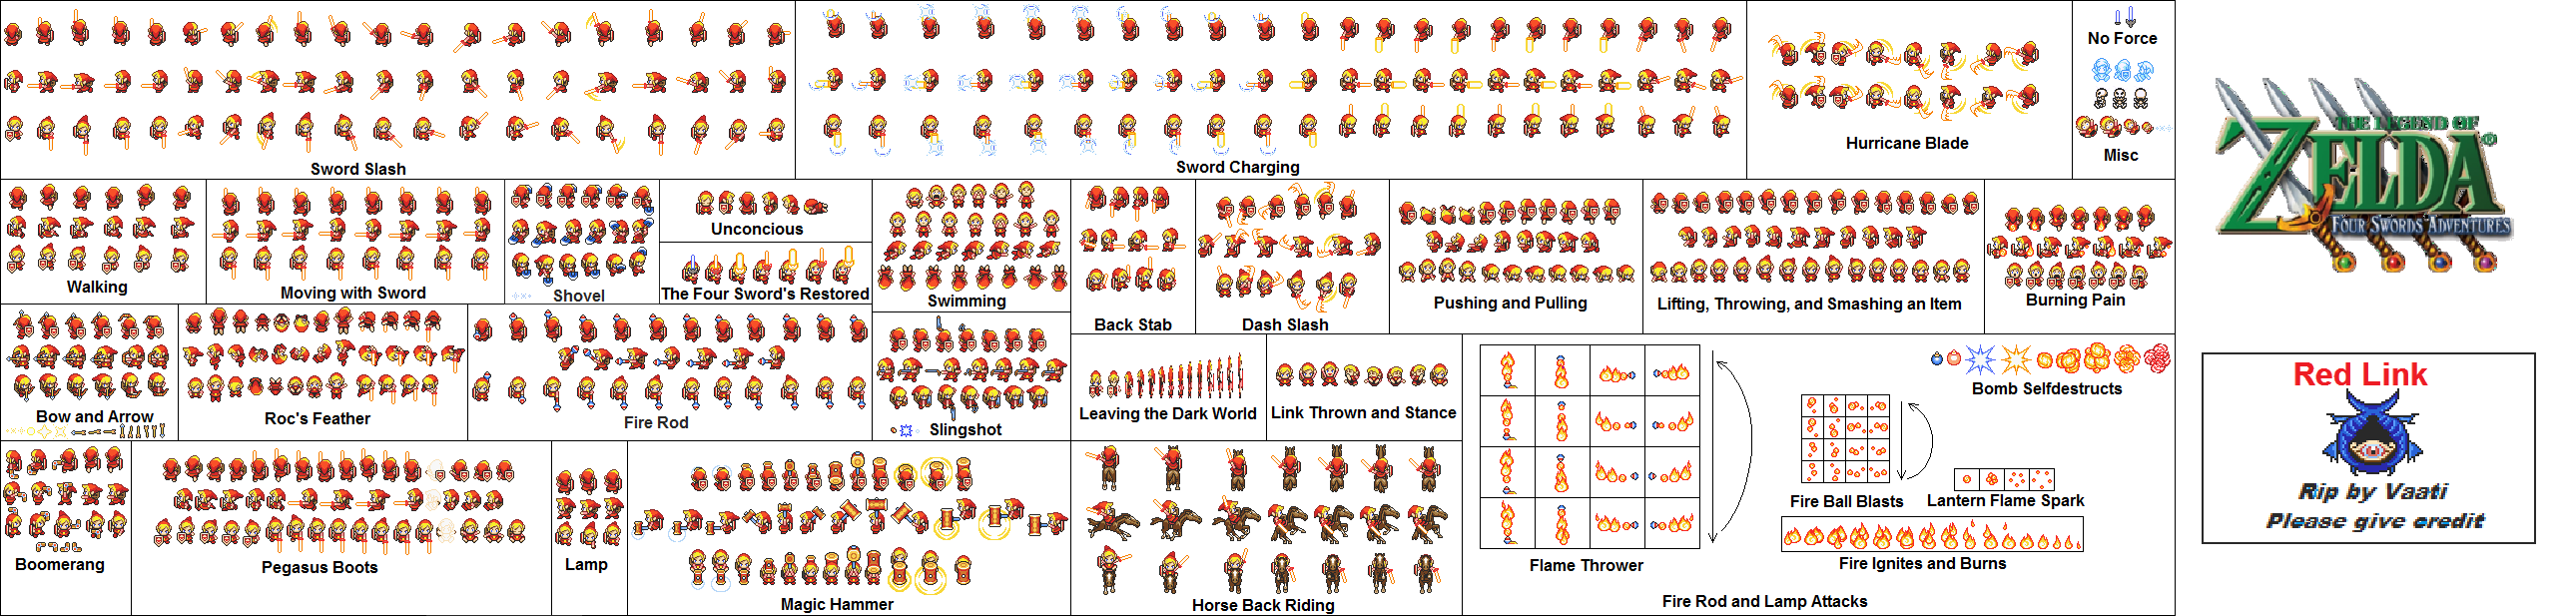 Sword Slash
Sword Charging
Hurricane Blade
No Force
Misc
THE LEGEND OF
ZELDA®
FOUR SWORDS ADVENTURES
Walking
Moving with Sword
Shovel
Unconcious
The Four Sword's Restored
Swimming
Back Stab
Dash Slash
Pushing and Pulling
Lifting, Throwing, and Smashing an Item
Burning Pain
Bow and Arrow
Roc's Feather
Fire Rod
Slingshot
Leaving the Dark World
Link Thrown and Stance
Bomb Selfdestructs
Fire Ball Blasts
Lantern Flame Spark
Flame Thrower
Fire Ignites and Burns
Fire Rod and Lamp Attacks
Boomerang
Pegasus Boots
Lamp
Magic Hammer
Horse Back Riding
Red Link
Rip by Vaati
Please give credit